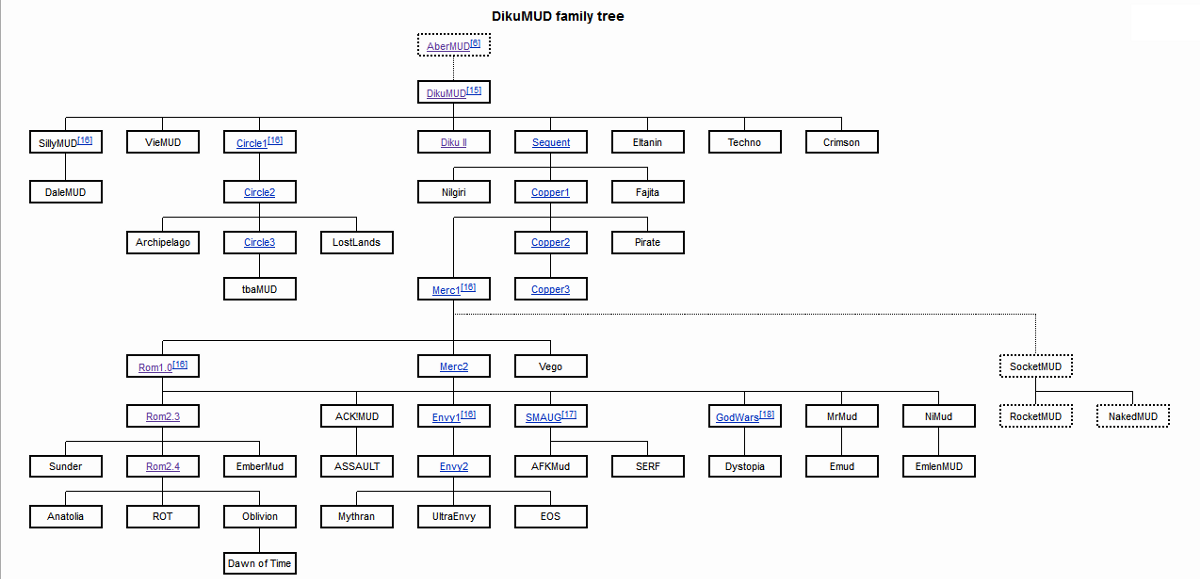 DikuMUD family tree
AberMUD[6]
DikuMUD[15]
SillyMUD[16] VieMUD Circle1[16] Diku II Sequent Eltanin Techno Crimson
DaleMUD Circle2 Nilgiri Copper1 Fajita
Archipelago Circle3 LostLands Copper2 Pirate
tbaMUD Merc1[16] Copper3
Rom1.0[16] Merc2 Vego SocketMUD
Rom2.3 ACK!MUD Envy1[16] SMAUG[17] GodWars[18] MrMud NiMud RocketMUD NakedMUD
Sunder Rom2.4 EmberMud ASSAULT Envy2 AFKMud SERF Dystopia Emud EmlenMUD
Anatolia ROT Oblivion Mythran UltraEnvy EOS
Dawn of Time